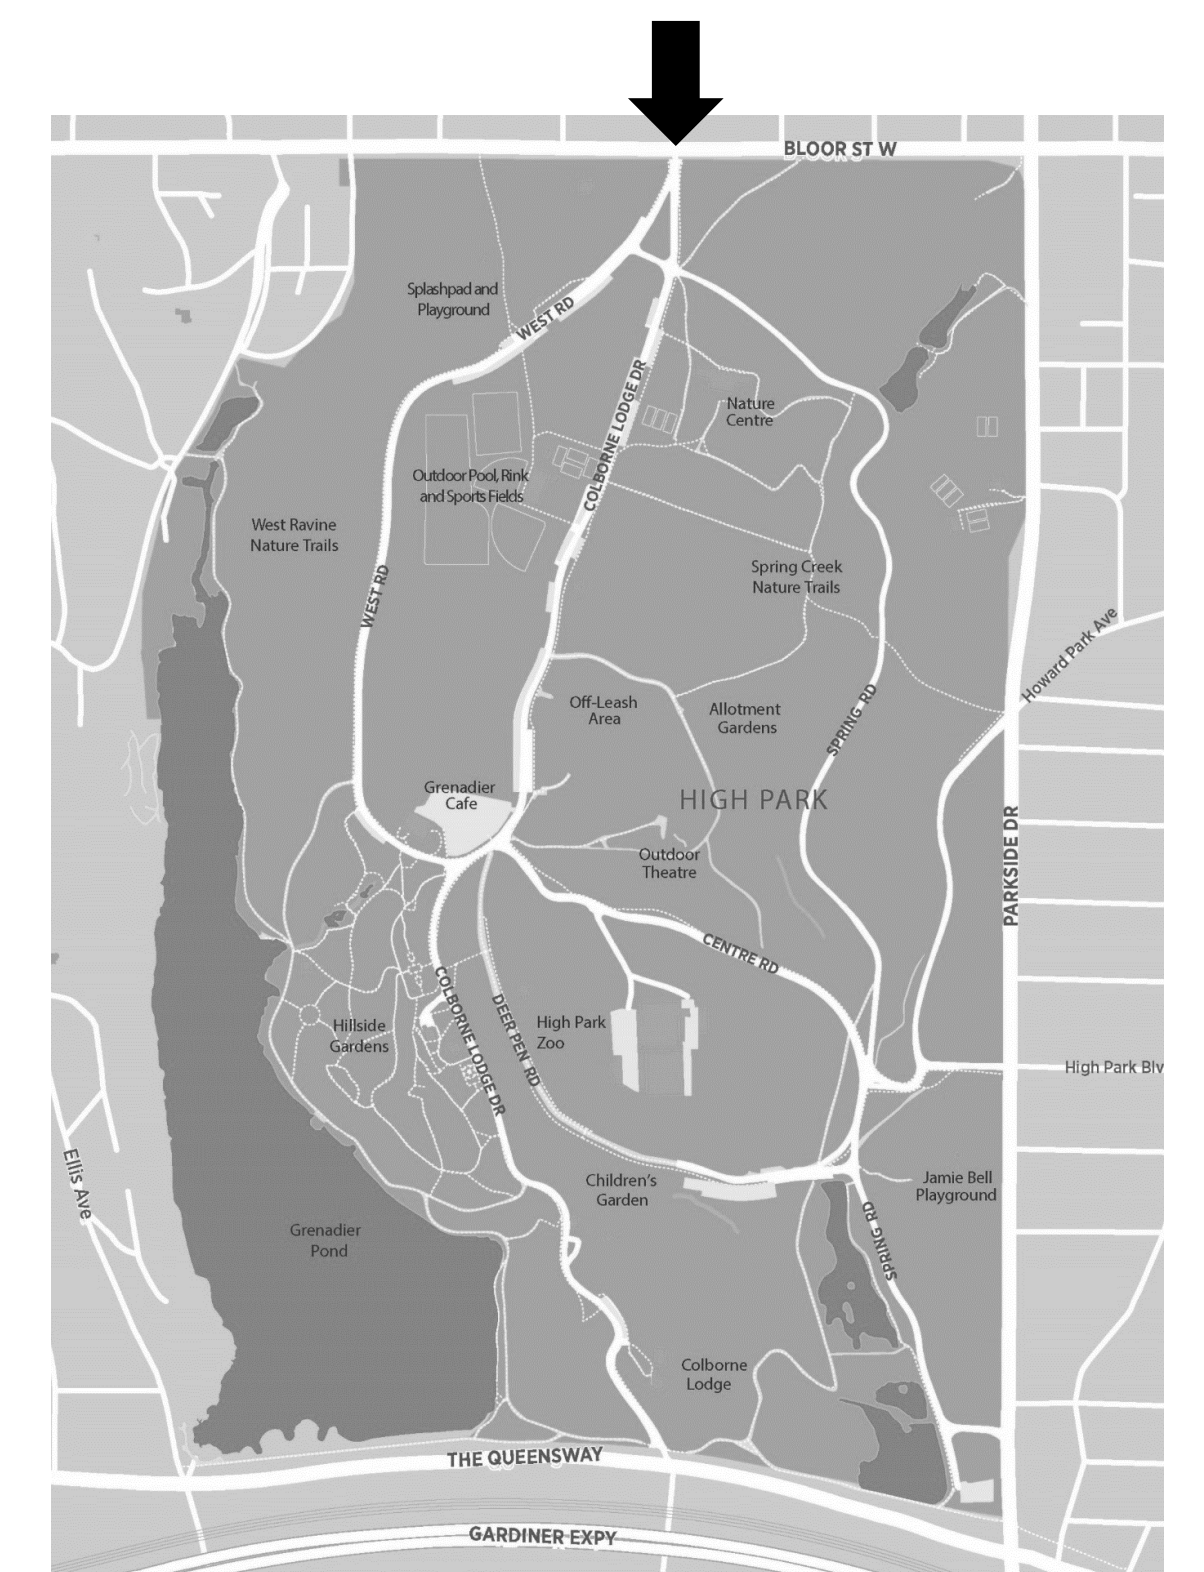 BLOOR ST W
Splashpad and
Playground
WEST RD
COLBORNE LODGE DR
Nature
Centre
Outdoor Pool, Rink
and Sports Fields
West Ravine
Nature Trails
Spring Creek
Nature Trails
WEST RD
Howard Park Ave
Off-Leash
Area
Allotment
Gardens
SPRING RD
Grenadier
Cafe
HIGH PARK
PARKSIDE DR
Outdoor
Theatre
CENTRE RD
COLBORNE LODGE DR
DEER PEN RD
High Park
Zoo
Hillside
Gardens
High Park Blv
Ellis Ave
Children's
Garden
Jamie Bell
Playground
SPRING RD
Grenadier
Pond
Colborne
Lodge
THE QUEENSWAY
GARDINER EXPY